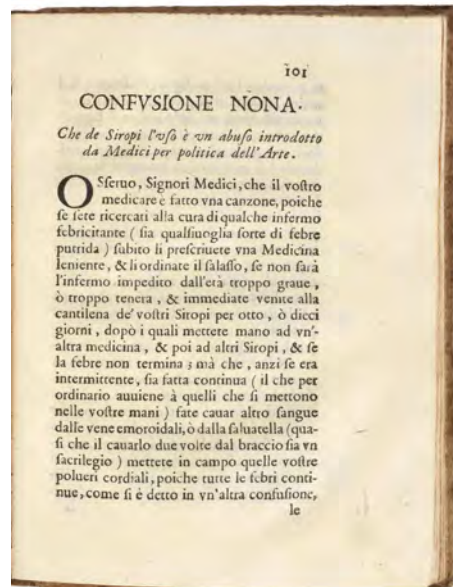 101
CONFVSIONE NONA.
Che de Siropi l'vſo è vn abuſo introdotto
da Medici per politica dell'Arte.
OSſeruo, Signori Medici, che il voſtro
medicare è fatto vna canzone, poiche
ſe ſete ricercati alla cura di qualche infermo
febricitante ( ſia qualſiuoglia ſorte di febre
putrida ) ſubito li preſcriuete vna Medicina
leniente, & li ordinate il ſalaſſo, ſe non ſarà
l'infermo impedito dall'età troppo graue,
ò troppo tenera, & immediate venite alla
cantilena de' voſtri Siropi per otto, ò dieci
giorni, dopò i quali mettete mano ad vn'-
altra medicina, & poi ad altri Siropi, & ſe
la febre non termina; mà che, anzi ſe era
intermittente, ſia fatta continua ( il che per
ordinario auuiene à quelli che ſi mettono
nelle voſtre mani ) fate cauar altro ſangue
dalle vene emoroidali, ò dalla ſaluatella (qua-
ſi che il cauarlo due volte dal braccio ſia vn
ſacrilegio ) mettete in campo quelle voſtre
polueri cordiali, poiche tutte le febri conti-
nue, come ſi è detto in vn'altra confuſione,
le